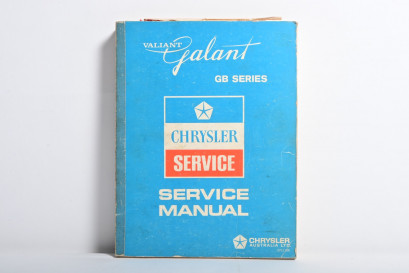 VALIANT
Galant
GB SERIES
CHRYSLER
SERVICE
SERVICE
MANUAL
CHRYSLER
AUSTRALIA LTD